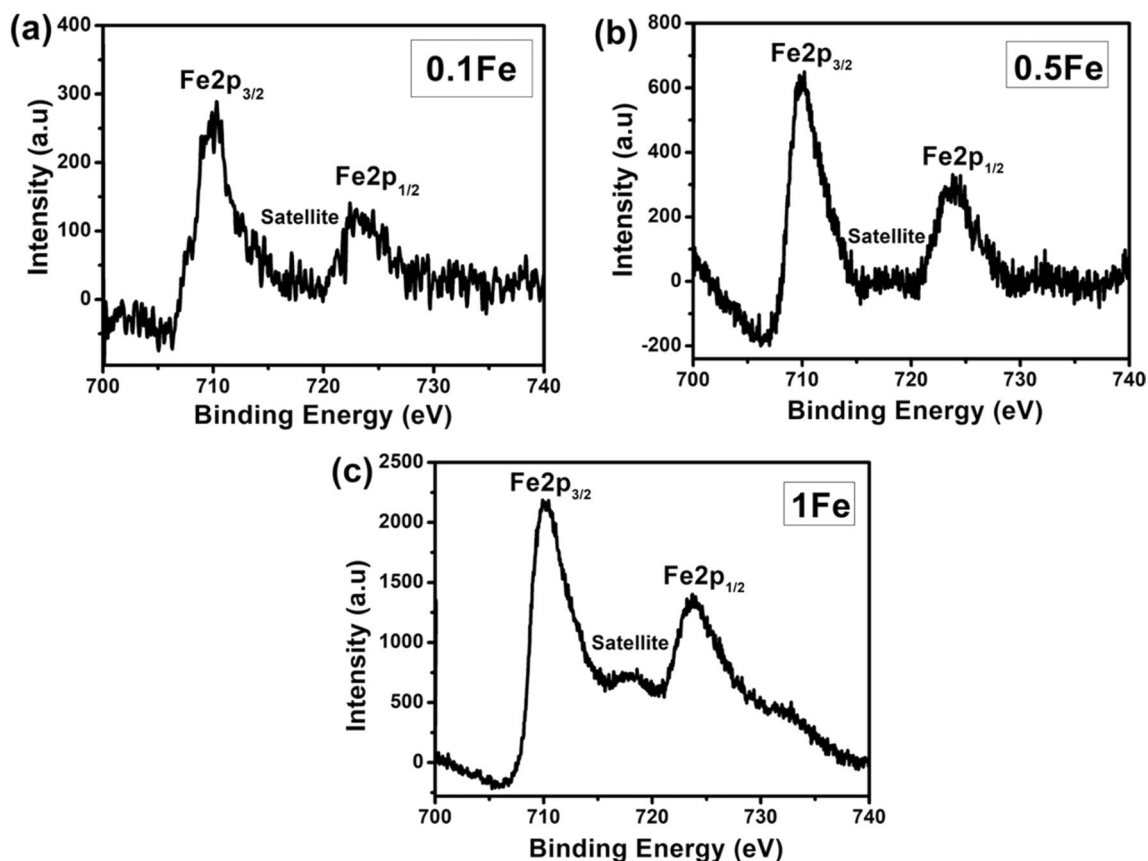 (a)
0.1Fe
Fe2p3/2
Satellite
Fe2p1/2
Intensity (a.u)
400
300
200
100
0
700 710 720 730 740
Binding Energy (eV)
(b)
0.5Fe
Fe2p3/2
Satellite
Fe2p1/2
Intensity (a.u)
800
600
400
200
0
-200
700 710 720 730 740
Binding Energy (eV)
(c)
1Fe
Fe2p3/2
Satellite
Fe2p1/2
Intensity (a.u)
2500
2000
1500
1000
500
0
700 710 720 730 740
Binding Energy (eV)